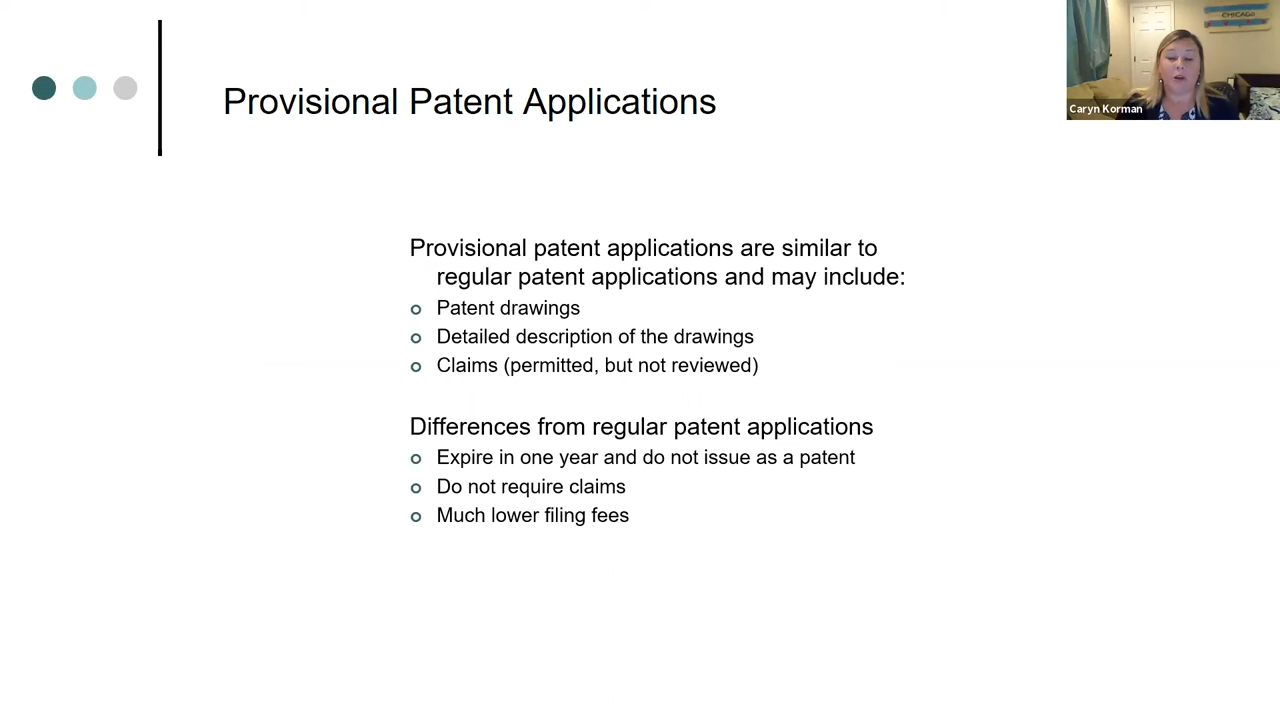 Provisional Patent Applications
CHICAGO
Caryn Korman
Provisional patent applications are similar to
regular patent applications and may include:
Patent drawings
Detailed description of the drawings
Claims (permitted, but not reviewed)
Differences from regular patent applications
Expire in one year and do not issue as a patent
Do not require claims
Much lower filing fees